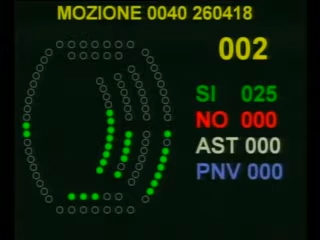 MOZIONE 0040 260418
002
SI 025
NO 000
AST 000
PNV 000